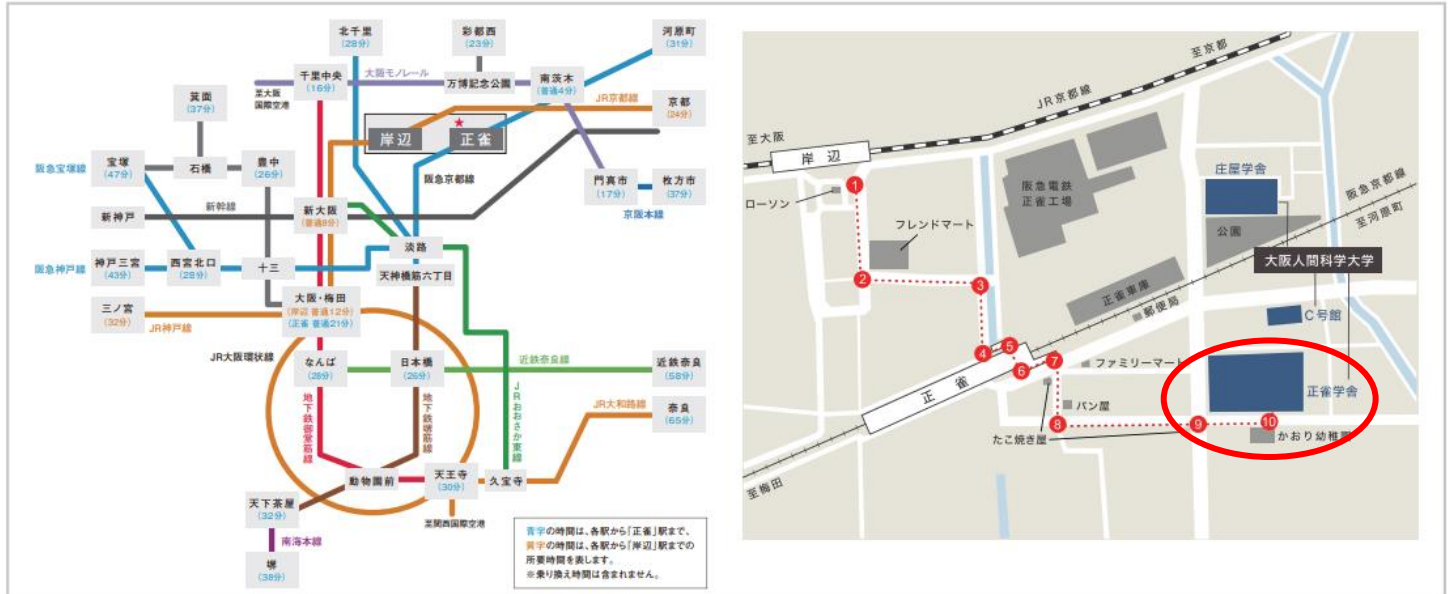 北千里
(28分)
彩都西
(23分)
河原町
(31分)
千里中央
(16分)
大阪モノレール
万博記念公園
南茨木
(普通4分)
至大阪
国際空港
箕面
(37分)
JR京都線
京都
(24分)
★
岸辺
正雀
阪急宝塚線
宝塚
(47分)
石橋
豊中
(26分)
阪急京都線
門真市
(17分)
枚方市
(37分)
京阪本線
新神戸
新幹線
新大阪
(普通8分)
淡路
阪急神戸線
神戸三宮
(43分)
西宮北口
(28分)
十三
天神橋筋六丁目
三ノ宮
(32分)
JR神戸線
大阪・梅田
(岸辺 普通12分)
(正雀 普通21分)
JR大阪環状線
なんば
(28分)
日本橋
(26分)
近鉄奈良線
近鉄奈良
(58分)
地下鉄御堂筋線
地下鉄堺筋線
JRおおさか東線
JR大和路線
奈良
(65分)
動物園前
天王寺
(30分)
久宝寺
天下茶屋
(32分)
至関西国際空港
南海本線
堺
(38分)
青字の時間は、各駅から「正雀」駅まで、
黄字の時間は、各駅から「岸辺」駅までの
所要時間を表します。
※乗り換え時間は含まれません。
至京都
JR京都線
至大阪
岸辺
1
ローソン
阪急電鉄
正雀工場
庄屋学舎
阪急京都線
至河原町
フレンドマート
公園
大阪人間科学大学
2
3
正雀車庫
郵便局
C号館
4
5
6
7
ファミリーマート
正雀
パン屋
正雀学舎
8
9
10
たこ焼き屋
かおり幼稚園
至梅田